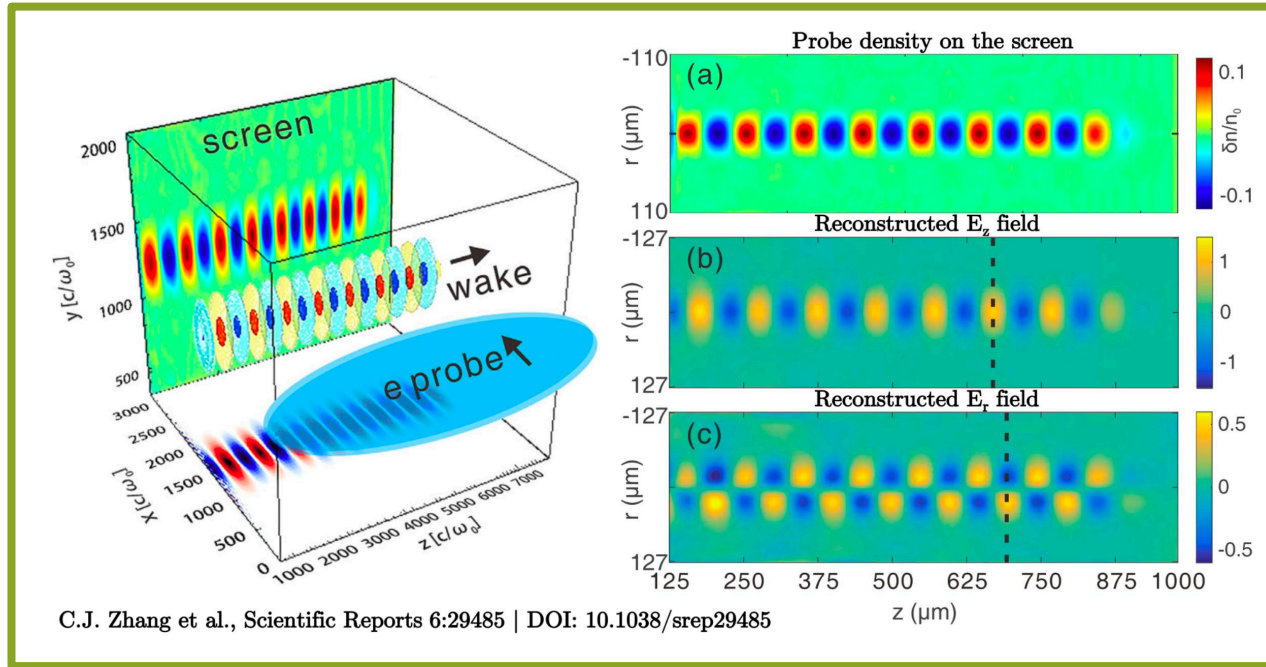 screen
wake
e probe
y [c/ω₀]
2000
1500
1000
500
x [c/ω₀]
3000
2500
2000
1500
1000
500
0
z [c/ω₀]
1000
2000
3000
4000
5000
6000
7000
Probe density on the screen
(a)
r (μm)
-110
110
0.1
0
-0.1
δn/n₀
Reconstructed E_z field
(b)
r (μm)
-127
127
1
0
-1
Reconstructed E_r field
(c)
r (μm)
-127
127
0.5
0
-0.5
125 250 375 500 625 750 875 1000
z (μm)
C.J. Zhang et al., Scientific Reports 6:29485 | DOI: 10.1038/srep29485